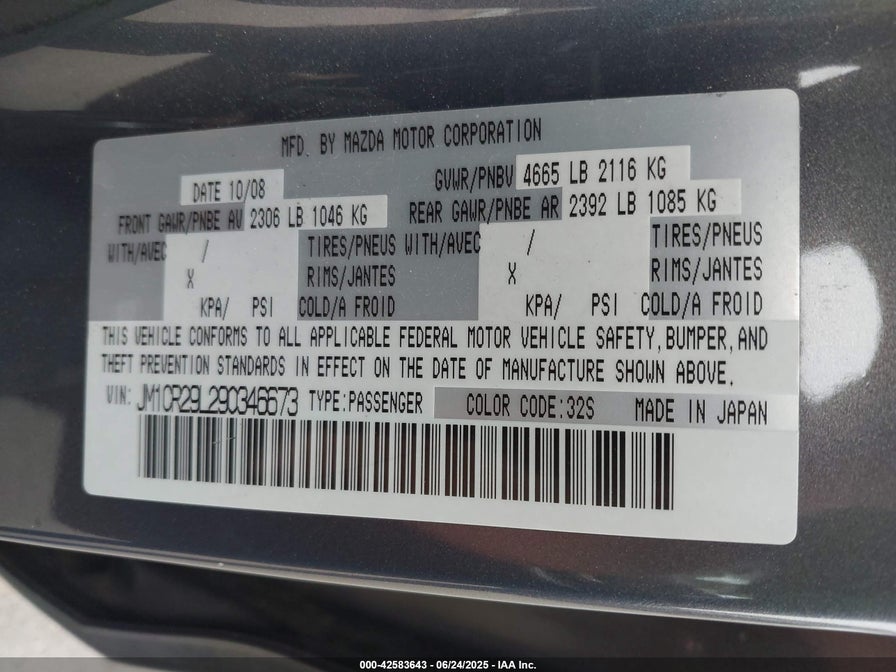 MFD. BY MAZDA MOTOR CORPORATION
DATE 10/08 GVWR/PNBV 4665 LB 2116 KG
FRONT GAWR/PNBE AV 2306 LB 1046 KG REAR GAWR/PNBE AR 2392 LB 1085 KG
WITH/AVEC / TIRES/PNEUS WITH/AVEC / TIRES/PNEUS
X RIMS/JANTES X RIMS/JANTES
KPA/ PSI COLD/A FROID KPA/ PSI COLD/A FROID
THIS VEHICLE CONFORMS TO ALL APPLICABLE FEDERAL MOTOR VEHICLE SAFETY, BUMPER, AND
THEFT PREVENTION STANDARDS IN EFFECT ON THE DATE OF MANUFACTURE SHOWN ABOVE.
VIN: JM1CR29L290346673 TYPE:PASSENGER COLOR CODE:32S MADE IN JAPAN
000-42583643 - 06/24/2025 - IAA Inc.